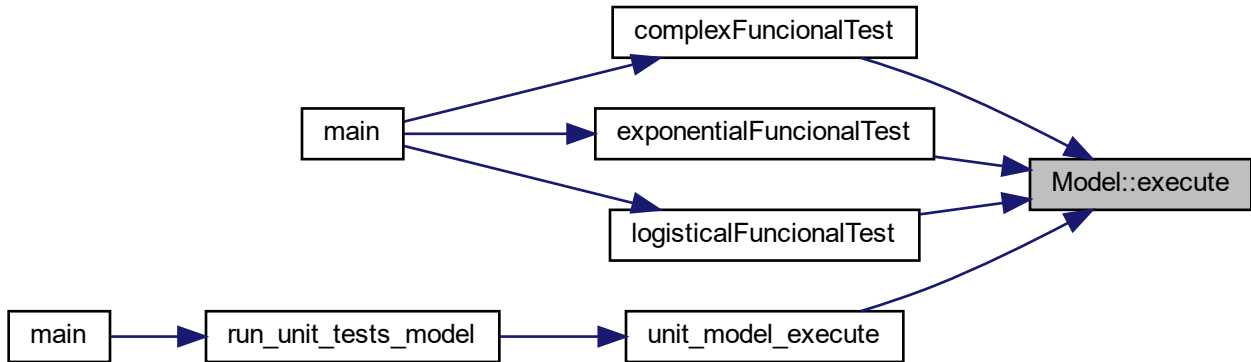 complexFuncionalTest
main
exponentialFuncionalTest
Model::execute
logisticalFuncionalTest
main
run_unit_tests_model
unit_model_execute